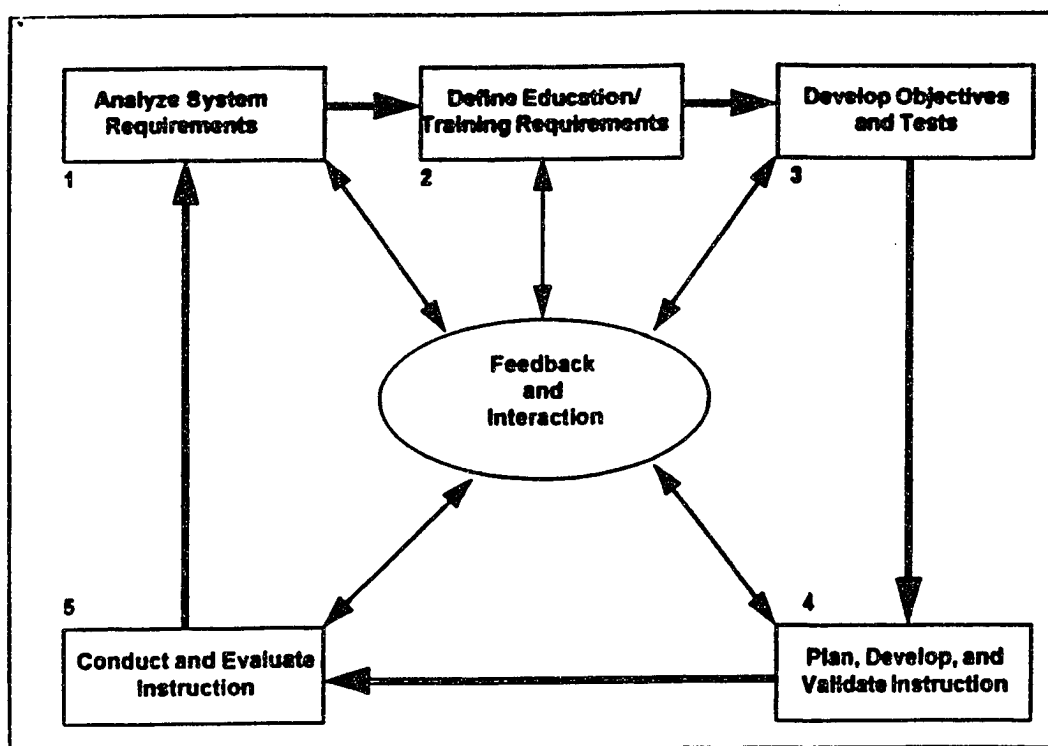 Analyze System
Requirements
1
Define Education/
Training Requirements
2
Develop Objectives
and Tests
3
Feedback
and
Interaction
4
Plan, Develop, and
Validate Instruction
5
Conduct and Evaluate
Instruction